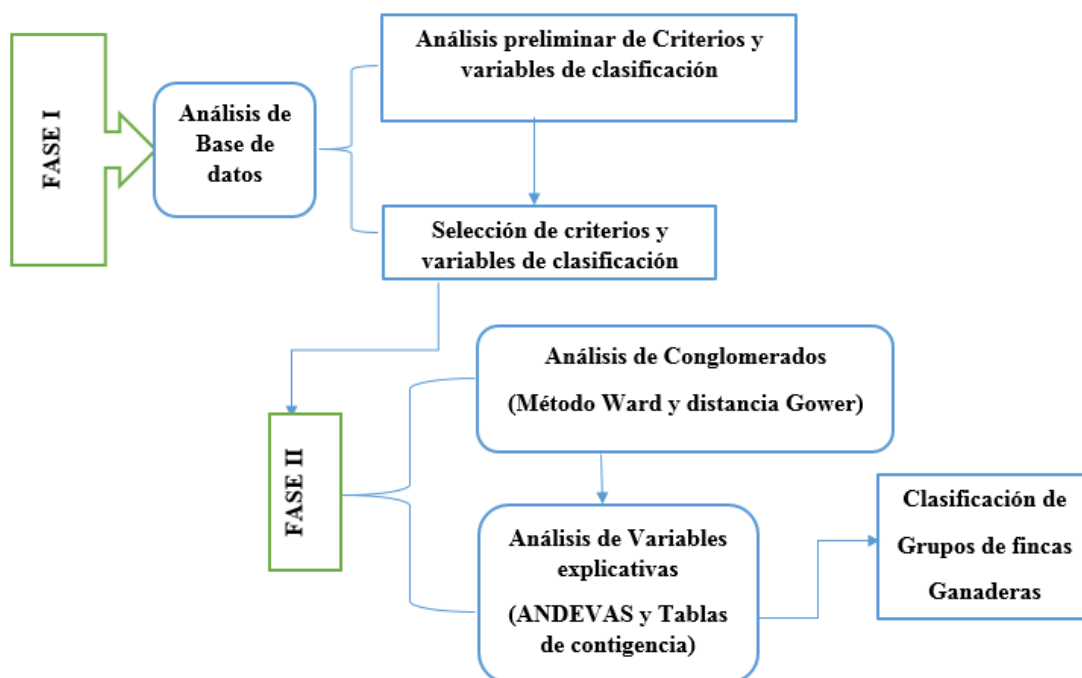 FASE I
Análisis de
Base de
datos
Análisis preliminar de Criterios y
variables de clasificación
Selección de criterios y
variables de clasificación
FASE II
Análisis de Conglomerados
(Método Ward y distancia Gower)
Análisis de Variables
explicativas
(ANDEVAS y Tablas
de contigencia)
Clasificación de
Grupos de fincas
Ganaderas